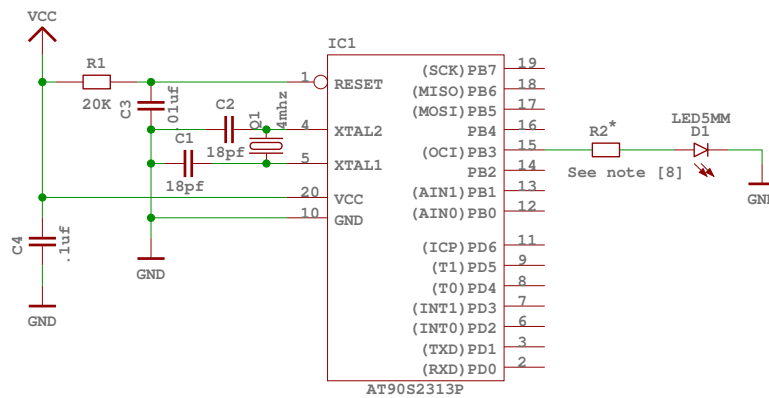 VCC
R1
20K
C3
.01uf
C2
18pf
C1
18pf
Q1
4mhz
C4
.1uf
GND
GND
IC1
1 RESET
4 XTAL2
5 XTAL1
20 VCC
10 GND
(SCK)PB7 19
(MISO)PB6 18
(MOSI)PB5 17
PB4 16
(OCI)PB3 15
PB2 14
(AIN1)PB1 13
(AIN0)PB0 12
(ICP)PD6 11
(T1)PD5 9
(T0)PD4 8
(INT1)PD3 7
(INT0)PD2 6
(TXD)PD1 3
(RXD)PD0 2
AT90S2313P
R2*
See note [8]
LED5MM
D1
GND